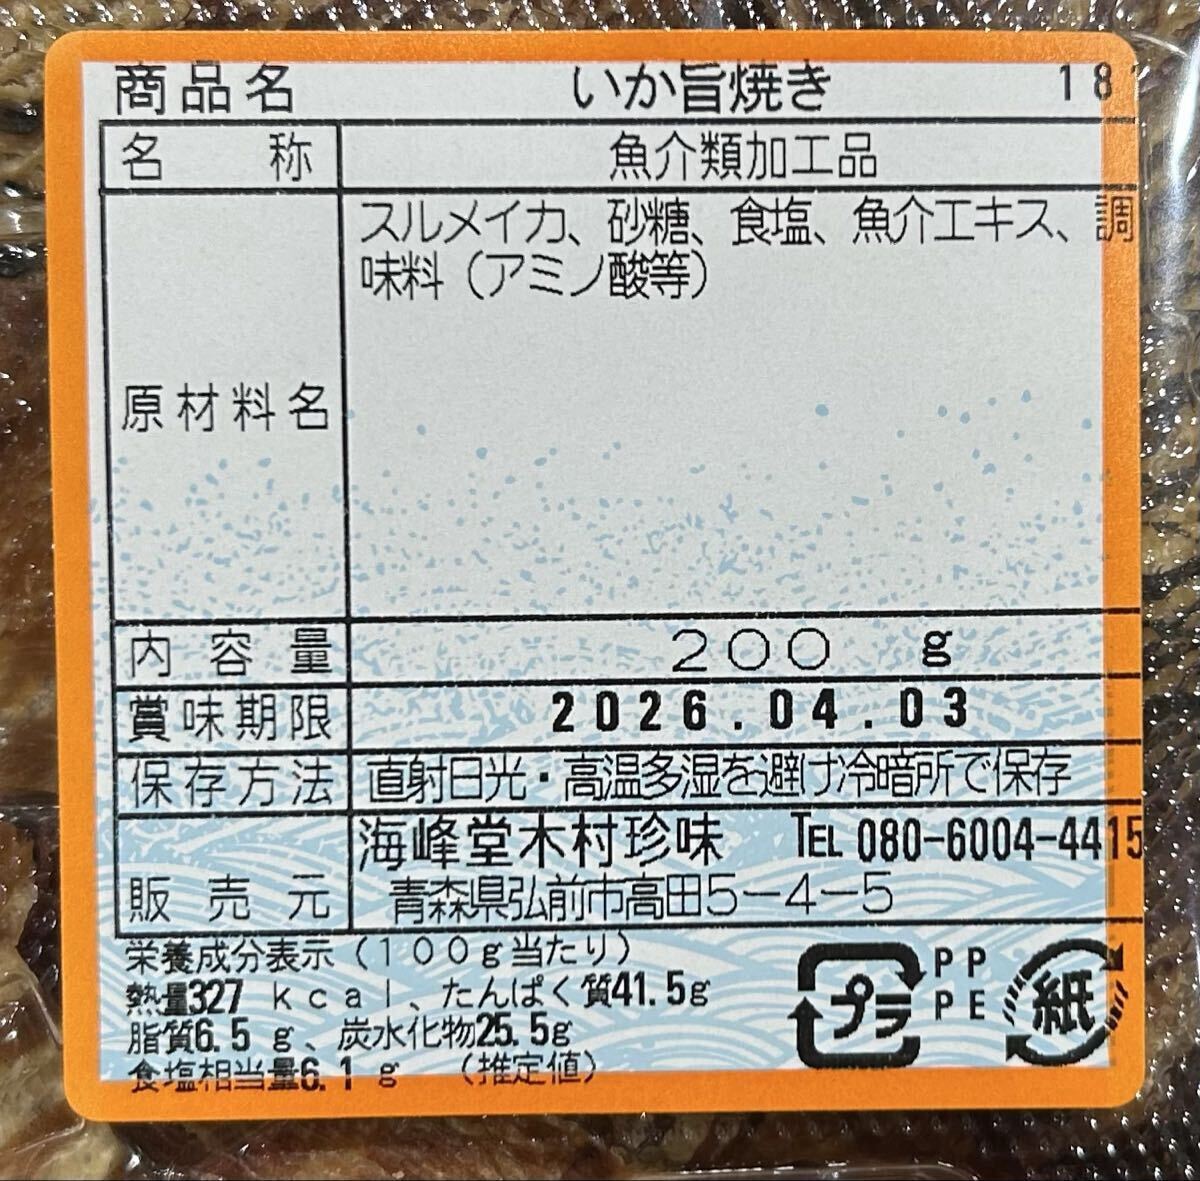 商品名 いか旨焼き 18
名称 魚介類加工品
原材料名 スルメイカ、砂糖、食塩、魚介エキス、調
味料（アミノ酸等）
内容量 200 g
賞味期限 2026.04.03
保存方法 直射日光・高温多湿を避け冷暗所で保存
販売元 海峰堂木村珍味 TEL 080-6004-4415
青森県弘前市高田5-4-5
栄養成分表示（100g当たり）
熱量327 kcal、たんぱく質41.5g
脂質6.5g、炭水化物25.5g
食塩相当量6.1g （推定値）
プラ PP
PE
紙